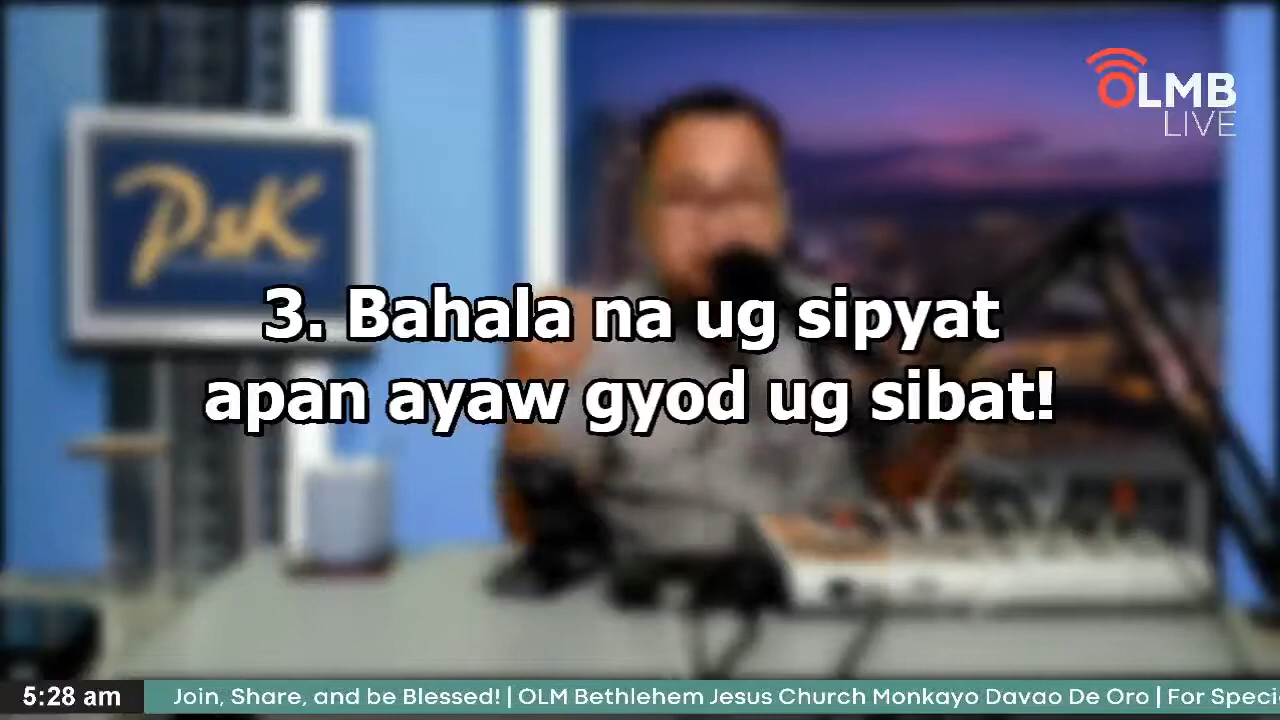 OLMB
LIVE
PsK
3. Bahala na ug sipyat
apan ayaw gyod ug sibat!
5:28 am
Join, Share, and be Blessed! | OLM Bethlehem Jesus Church Monkayo Davao De Oro | For Speci